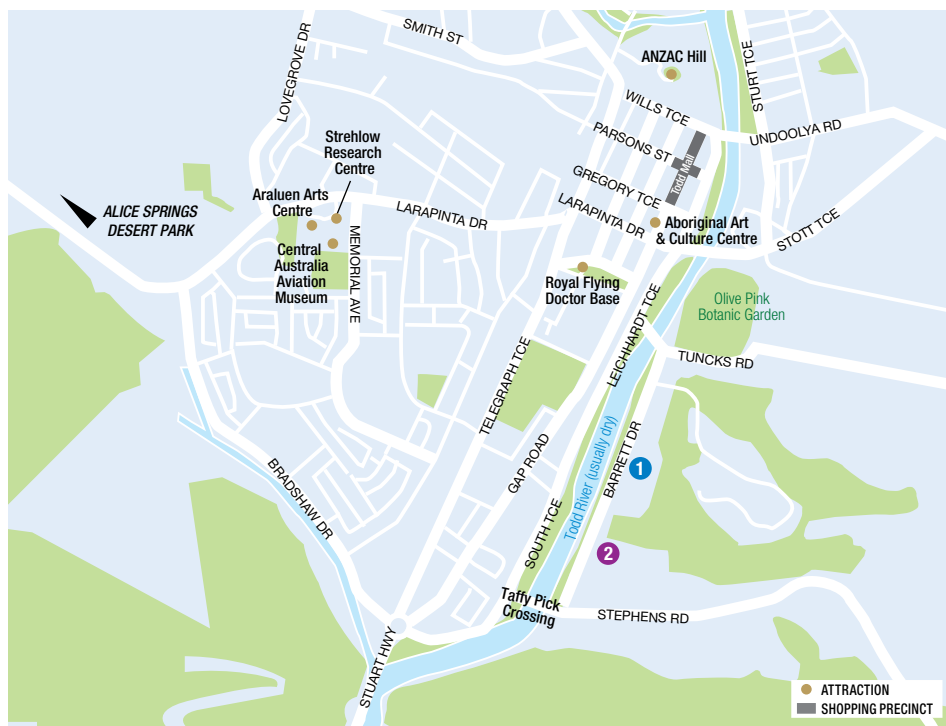 SMITH ST
LOVEGROVE DR
ANZAC Hill
STURT TCE
WILLS TCE
UNDOOLYA RD
PARSONS ST
Todd Mall
Strehlow
Research
Centre
GREGORY TCE
Araluen Arts
Centre
ALICE SPRINGS
DESERT PARK
LARAPINTA DR
LARAPINTA DR
Aboriginal Art
& Culture Centre
STOTT TCE
MEMORIAL AVE
Central
Australia
Aviation
Museum
Royal Flying
Doctor Base
Olive Pink
Botanic Garden
LEICHHARDT TCE
TUNCKS RD
TELEGRAPH TCE
GAP ROAD
Todd River (usually dry)
BARRETT DR
1
BRADSHAW DR
SOUTH TCE
2
Taffy Pick
Crossing
STEPHENS RD
STUART HWY
ATTRACTION
SHOPPING PRECINCT